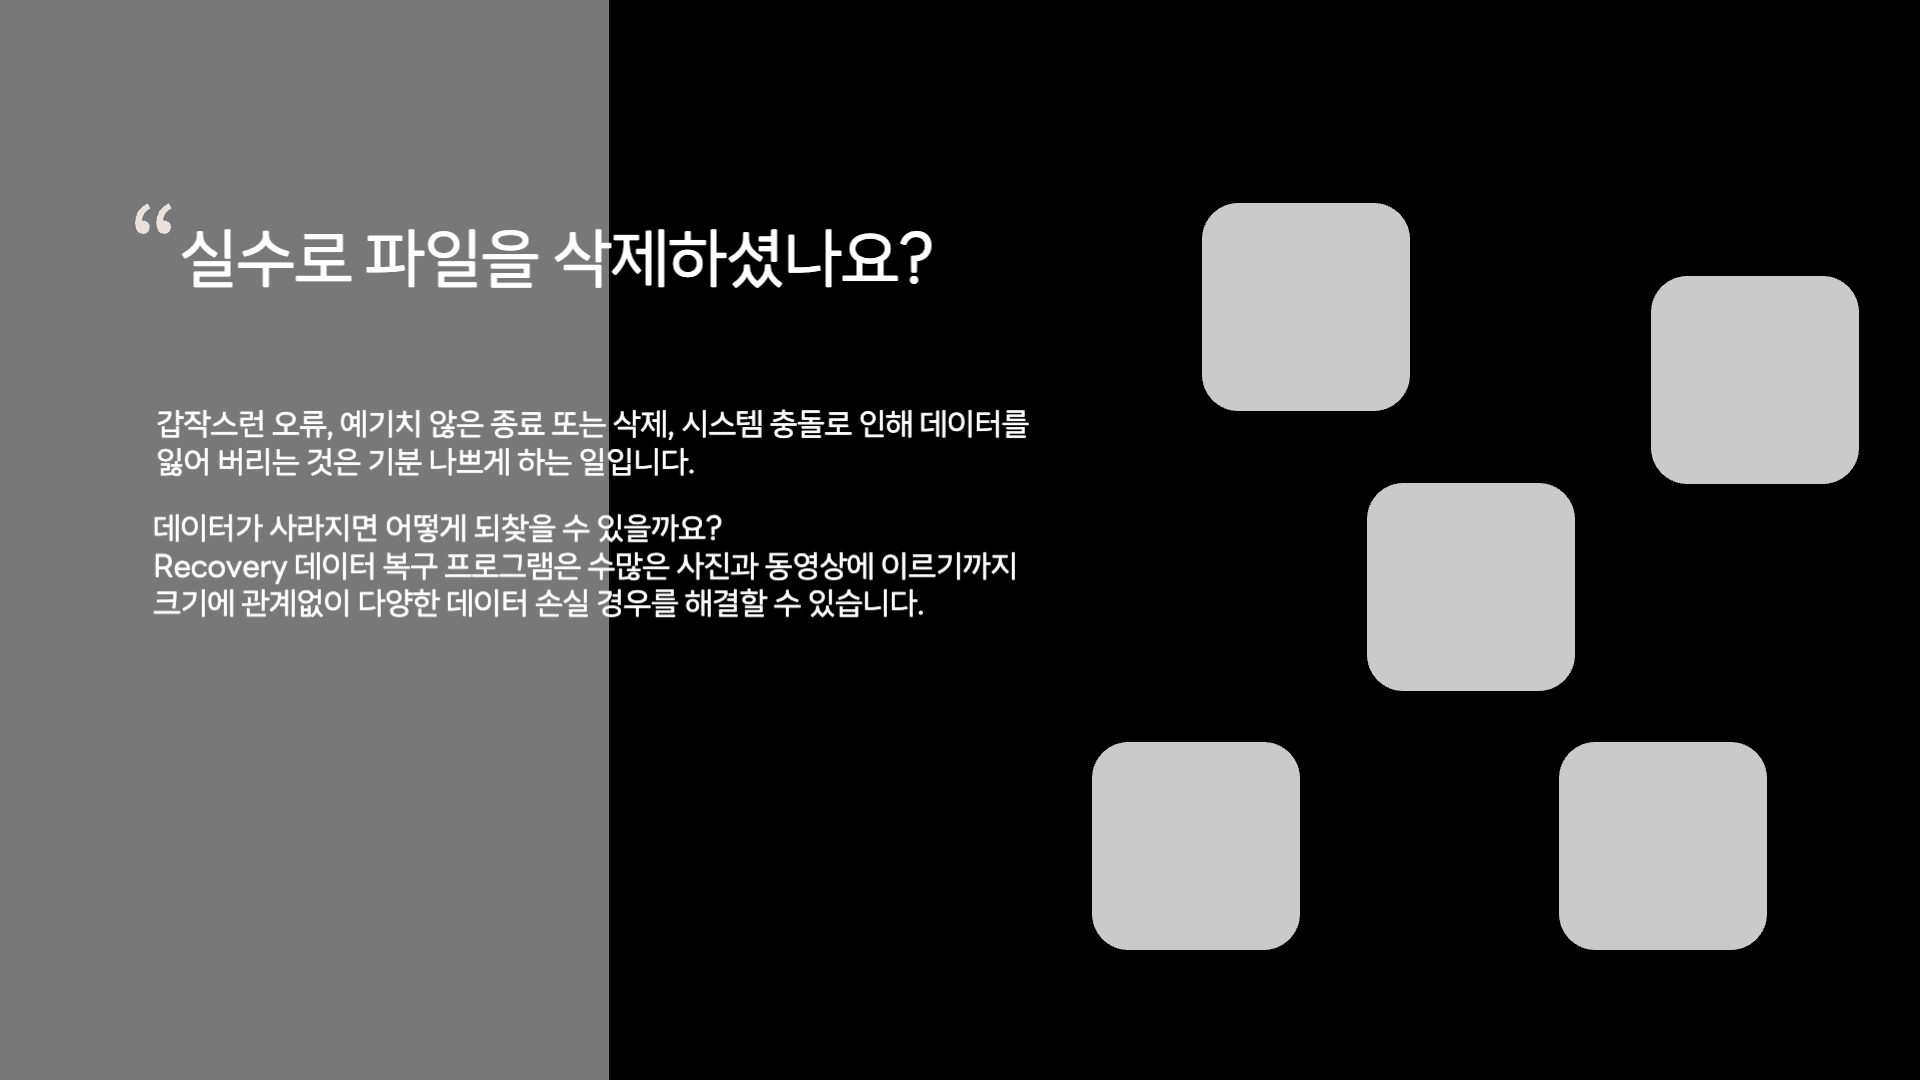 “ 실수로 파일을 삭제하셨나요?
갑작스런 오류, 예기치 않은 종료 또는 삭제, 시스템 충돌로 인해 데이터를
잃어 버리는 것은 기분 나쁘게 하는 일입니다.
데이터가 사라지면 어떻게 되찾을 수 있을까요?
Recovery 데이터 복구 프로그램은 수많은 사진과 동영상에 이르기까지
크기에 관계없이 다양한 데이터 손실 경우를 해결할 수 있습니다.